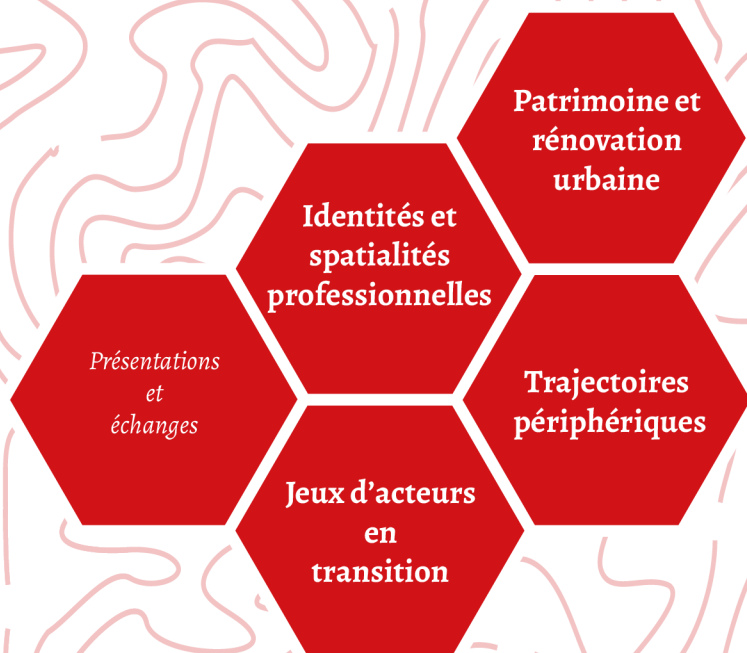 Patrimoine et
rénovation
urbaine
Identités et
spatialités
professionnelles
Présentations
et
échanges
Trajectoires
périphériques
Jeux d’acteurs
en
transition